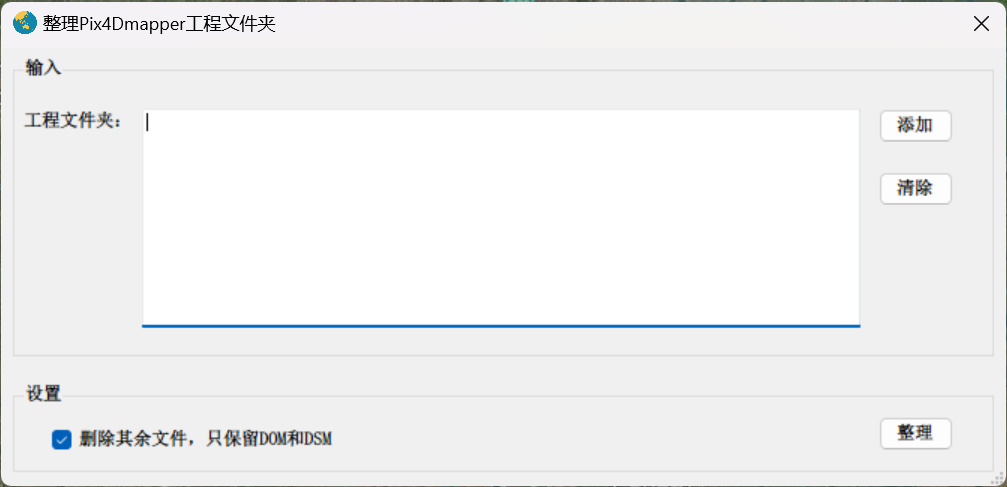 整理Pix4Dmapper工程文件夹
输入
工程文件夹：
添加
清除
设置
删除其余文件，只保留DOM和DSM
整理